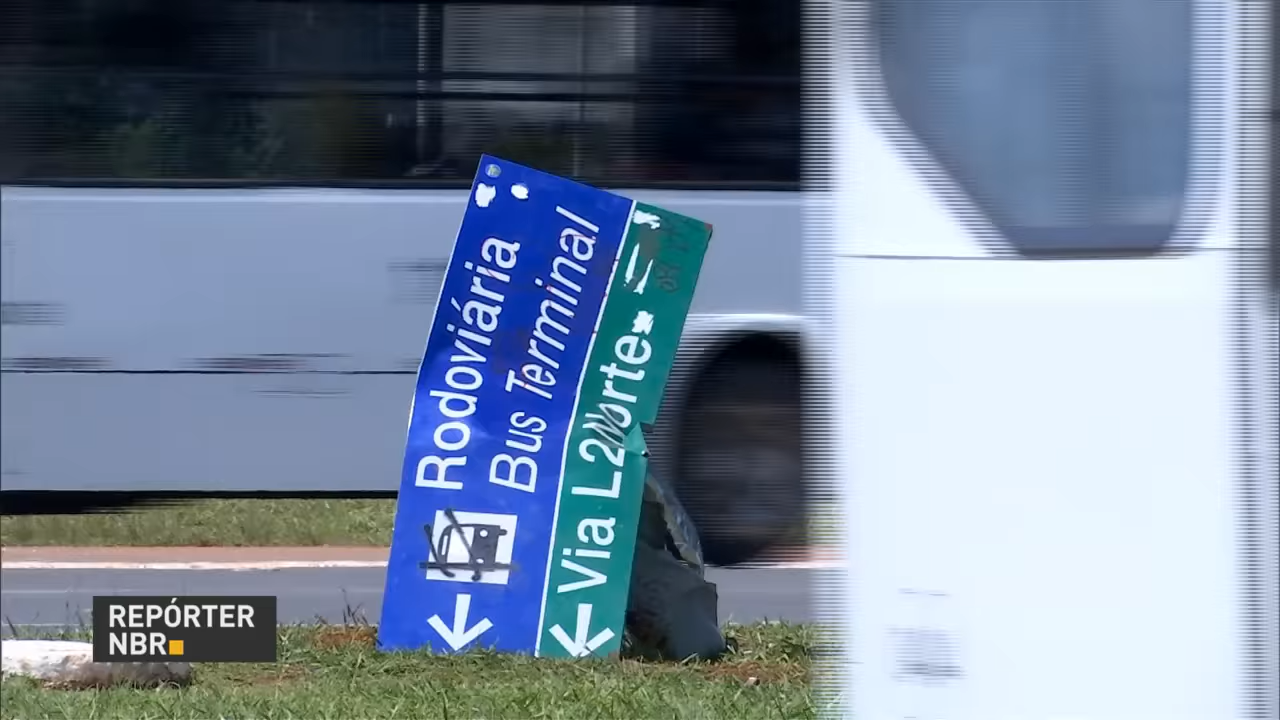 Rodoviária
Bus Terminal
Via L2 Norte
REPÓRTER
NBR